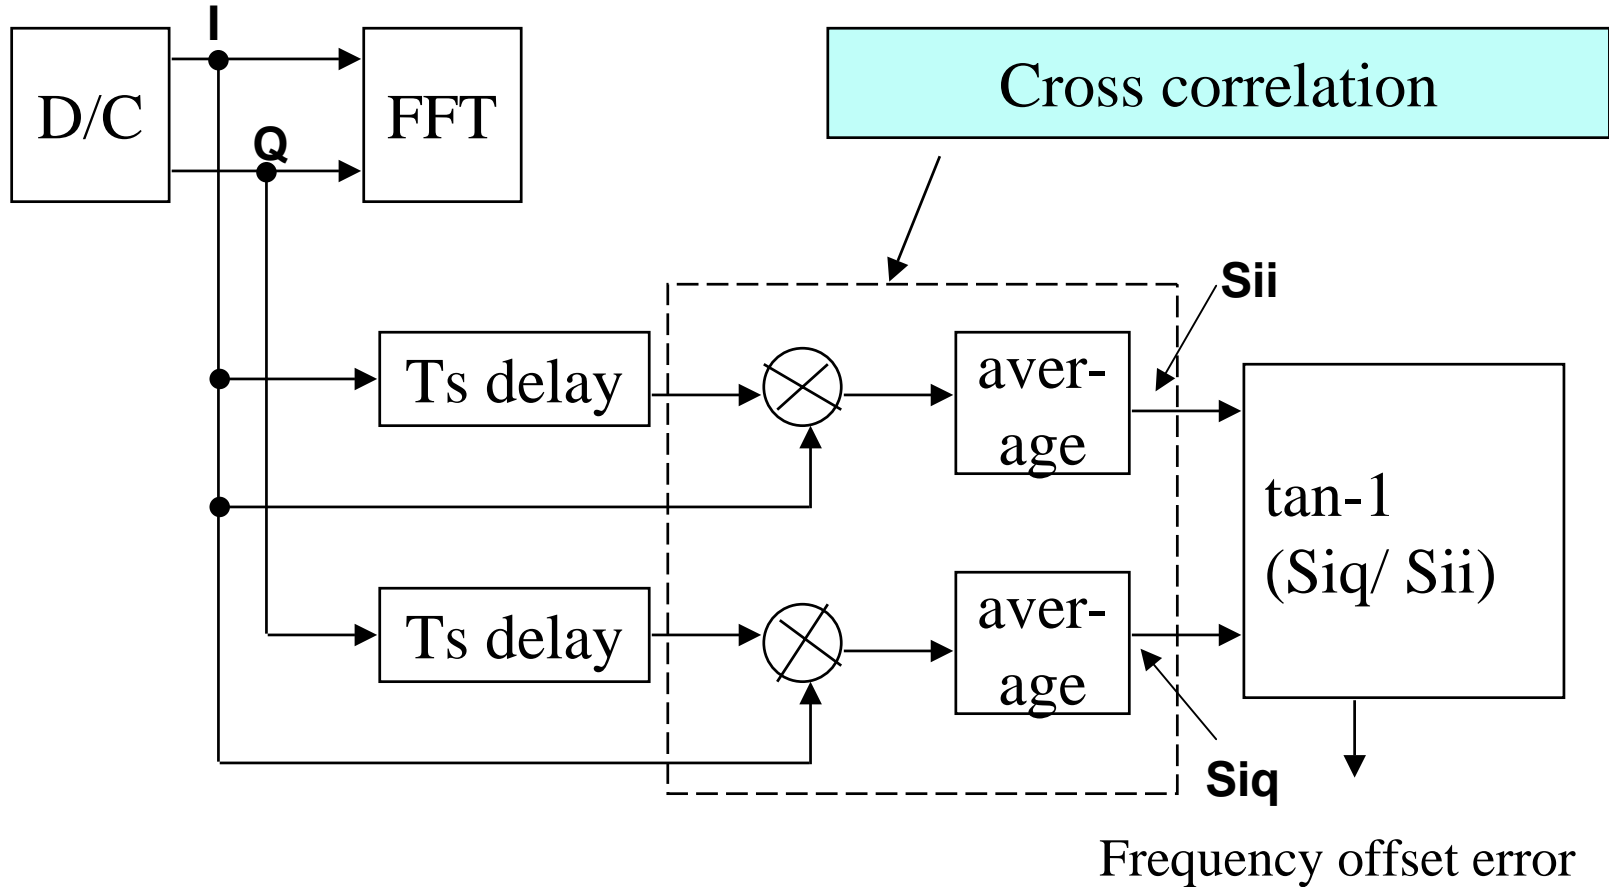 I
D/C
FFT
Cross correlation
Q
Sii
Ts delay
aver-
age
tan-1
(Siq/ Sii)
Ts delay
aver-
age
Siq
Frequency offset error